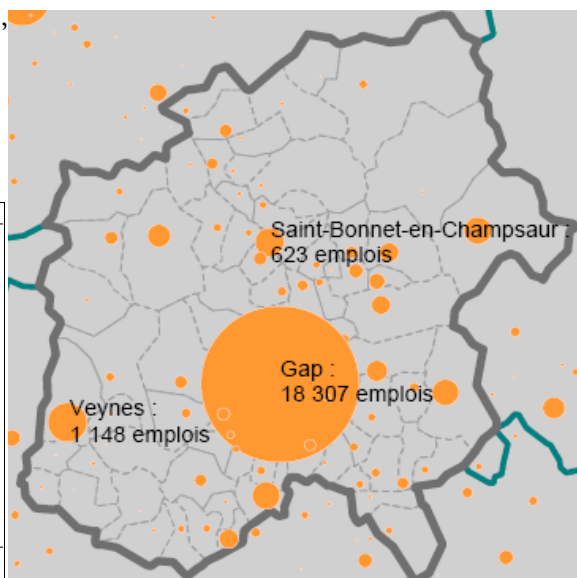 ,
Saint-Bonnet-en-Champsaur :
623 emplois
Gap :
18 307 emplois
Veynes :
1 148 emplois